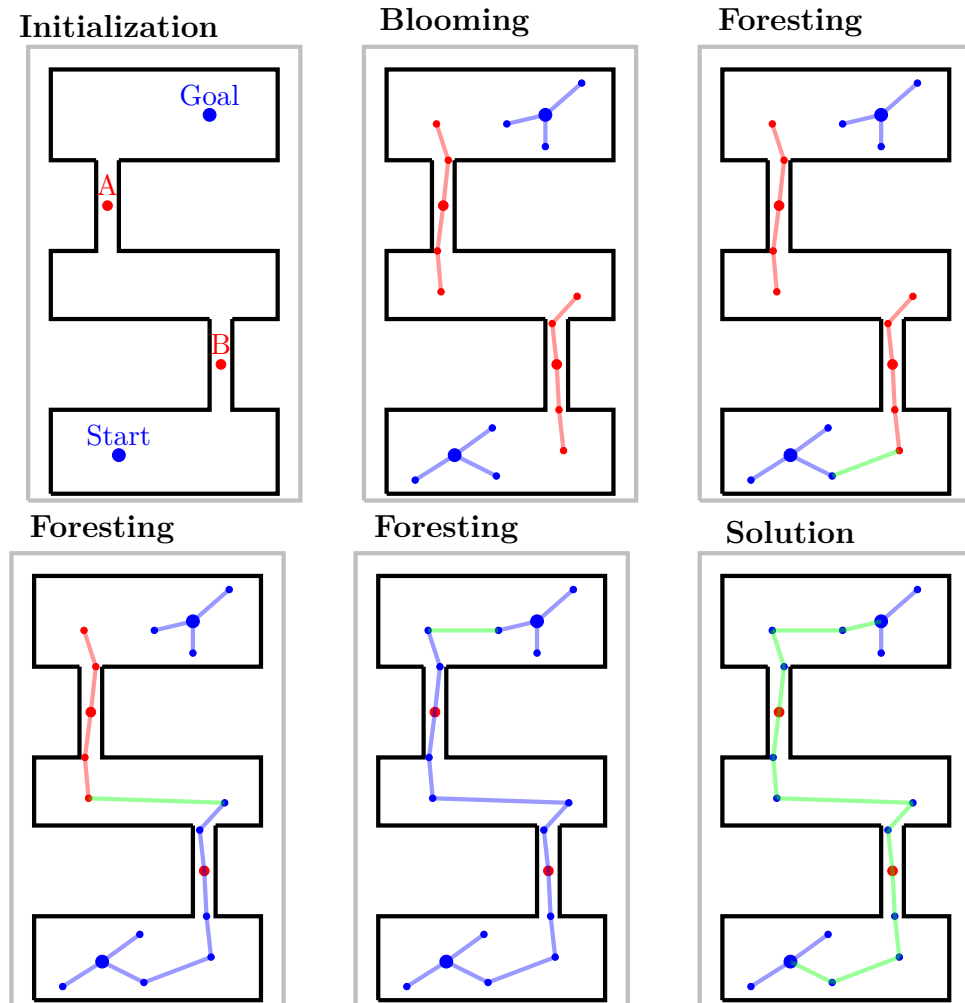 Initialization
Blooming
Foresting
Goal
A
B
Start
Foresting
Foresting
Solution